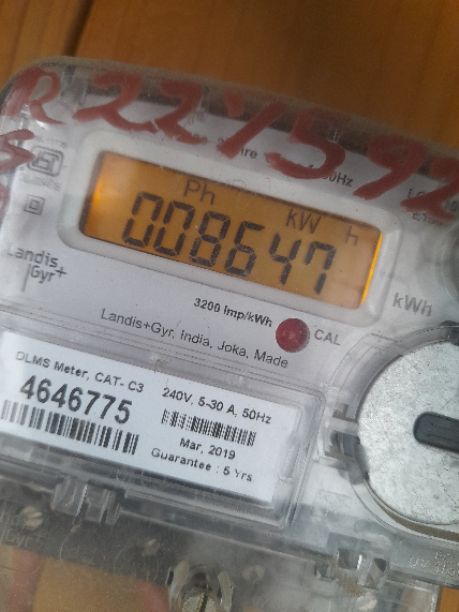 R224592
Ph kW h
008647
kWh
Landis
Gyr+
3200 Imp/kWh
CAL
Landis+Gyr, India, Joka, Made
DLMS Meter, CAT- C3
240V, 5-30 A, 50Hz
4646775
Mar, 2019
Guarantee : 5 Yrs